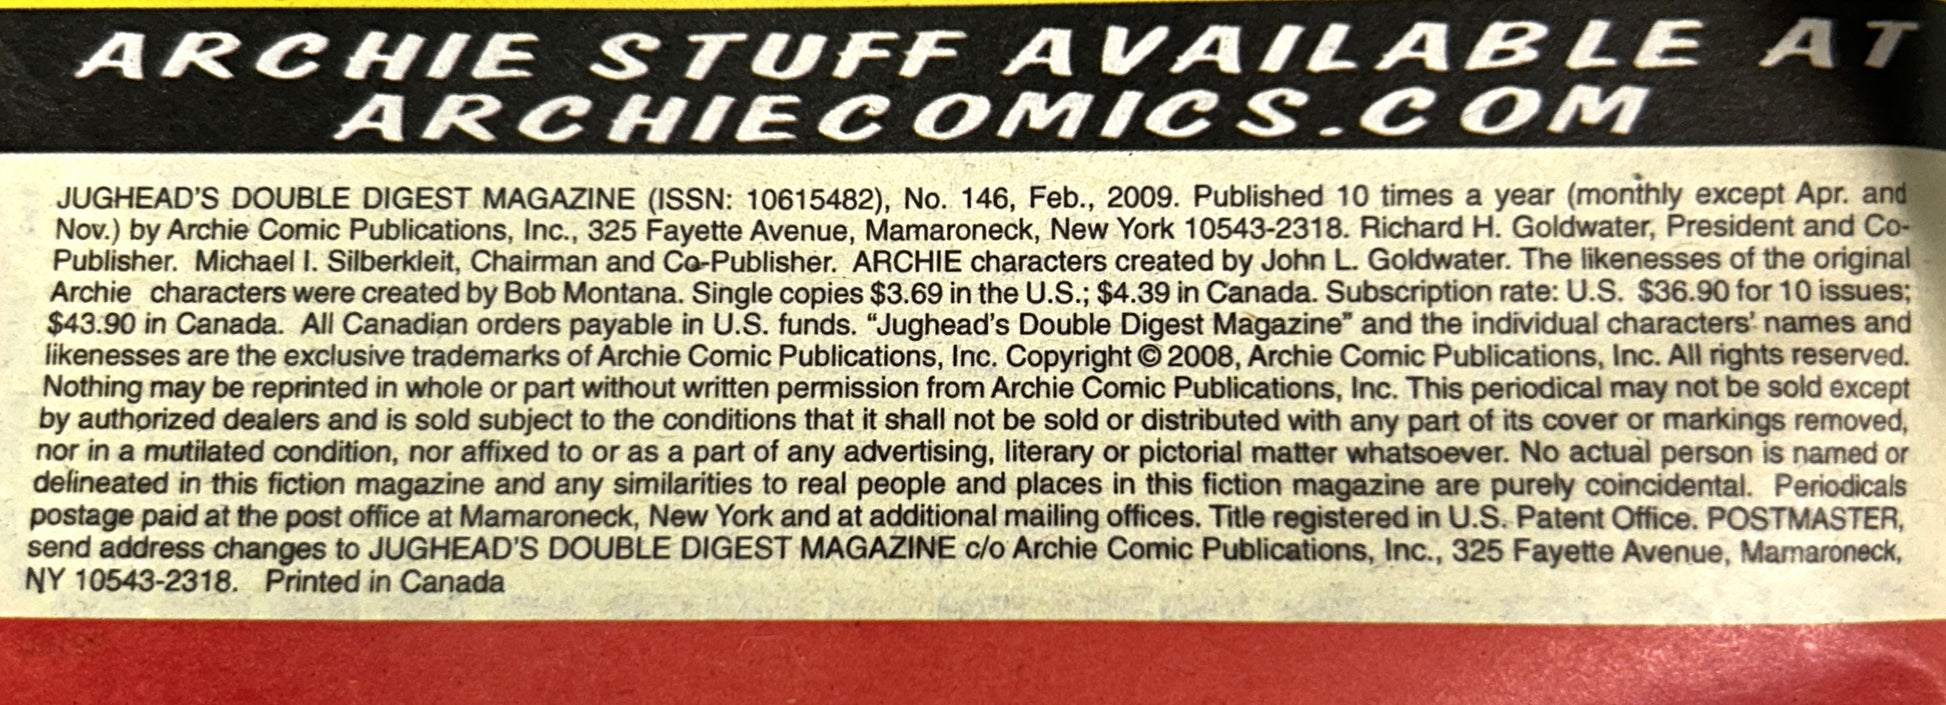 ARCHIE STUFF AVAILABLE AT
ARCHIECOMICS.COM
JUGHEAD'S DOUBLE DIGEST MAGAZINE (ISSN: 10615482), No. 146, Feb., 2009. Published 10 times a year (monthly except Apr. and
Nov.) by Archie Comic Publications, Inc., 325 Fayette Avenue, Mamaroneck, New York 10543-2318. Richard H. Goldwater, President and Co-
Publisher. Michael I. Silberkleit, Chairman and Co-Publisher. ARCHIE characters created by John L. Goldwater. The likenesses of the original
Archie characters were created by Bob Montana. Single copies $3.69 in the U.S.; $4.39 in Canada. Subscription rate: U.S. $36.90 for 10 issues;
$43.90 in Canada. All Canadian orders payable in U.S. funds. “Jughead's Double Digest Magazine” and the individual characters' names and
likenesses are the exclusive trademarks of Archie Comic Publications, Inc. Copyright © 2008, Archie Comic Publications, Inc. All rights reserved.
Nothing may be reprinted in whole or part without written permission from Archie Comic Publications, Inc. This periodical may not be sold except
by authorized dealers and is sold subject to the conditions that it shall not be sold or distributed with any part of its cover or markings removed,
nor in a mutilated condition, nor affixed to or as a part of any advertising, literary or pictorial matter whatsoever. No actual person is named or
delineated in this fiction magazine and any similarities to real people and places in this fiction magazine are purely coincidental. Periodicals
postage paid at the post office at Mamaroneck, New York and at additional mailing offices. Title registered in U.S. Patent Office. POSTMASTER,
send address changes to JUGHEAD'S DOUBLE DIGEST MAGAZINE c/o Archie Comic Publications, Inc., 325 Fayette Avenue, Mamaroneck,
NY 10543-2318. Printed in Canada